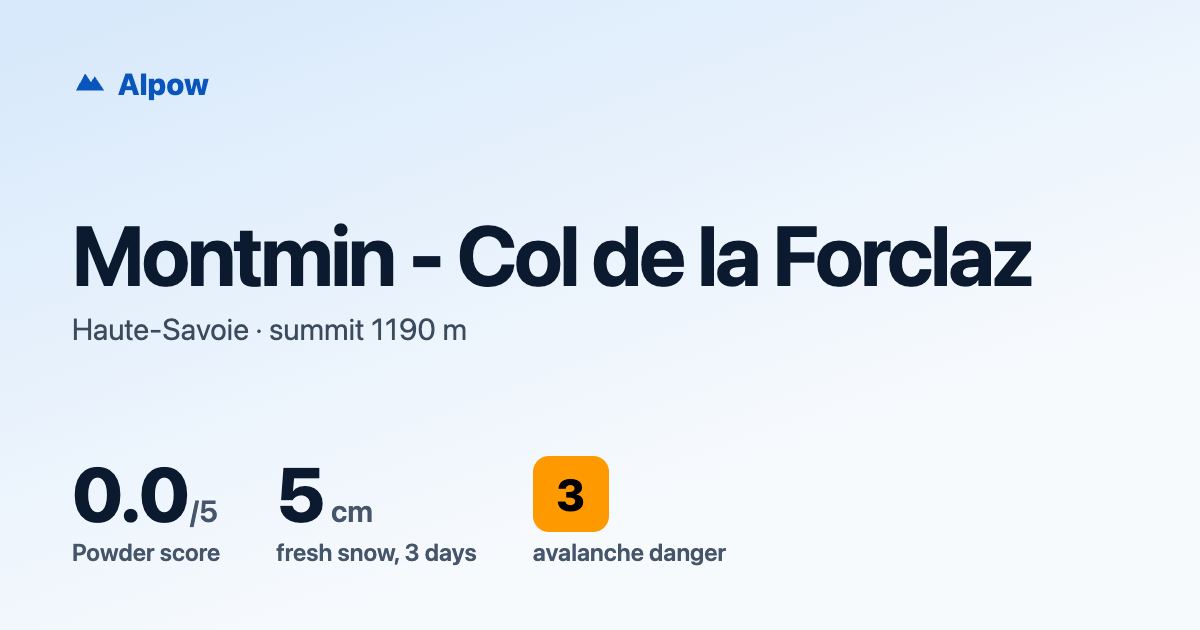 Alpow
Montmin - Col de la Forclaz
Haute-Savoie · summit 1190 m
0.0/5
Powder score
5 cm
fresh snow, 3 days
3
avalanche danger